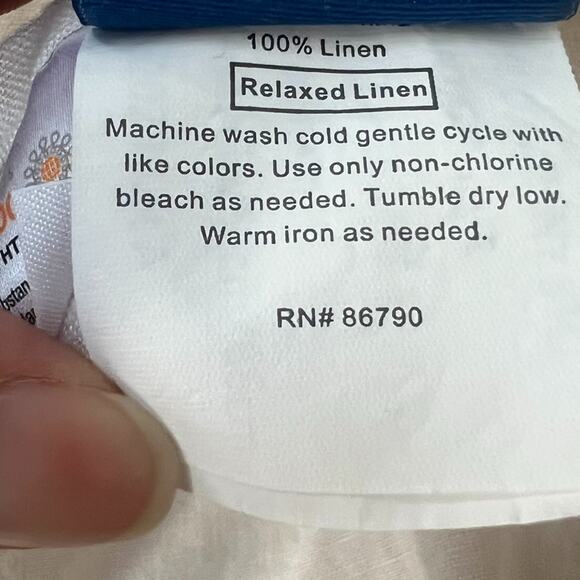 100% Linen
Relaxed Linen
Machine wash cold gentle cycle with
like colors. Use only non-chlorine
bleach as needed. Tumble dry low.
Warm iron as needed.
RN# 86790
HT